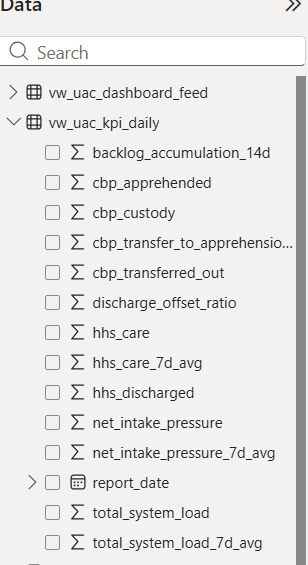 Data
Search
vw_uac_dashboard_feed
vw_uac_kpi_daily
backlog_accumulation_14d
cbp_apprehended
cbp_custody
cbp_transfer_to_apprehensio...
cbp_transferred_out
discharge_offset_ratio
hhs_care
hhs_care_7d_avg
hhs_discharged
net_intake_pressure
net_intake_pressure_7d_avg
report_date
total_system_load
total_system_load_7d_avg